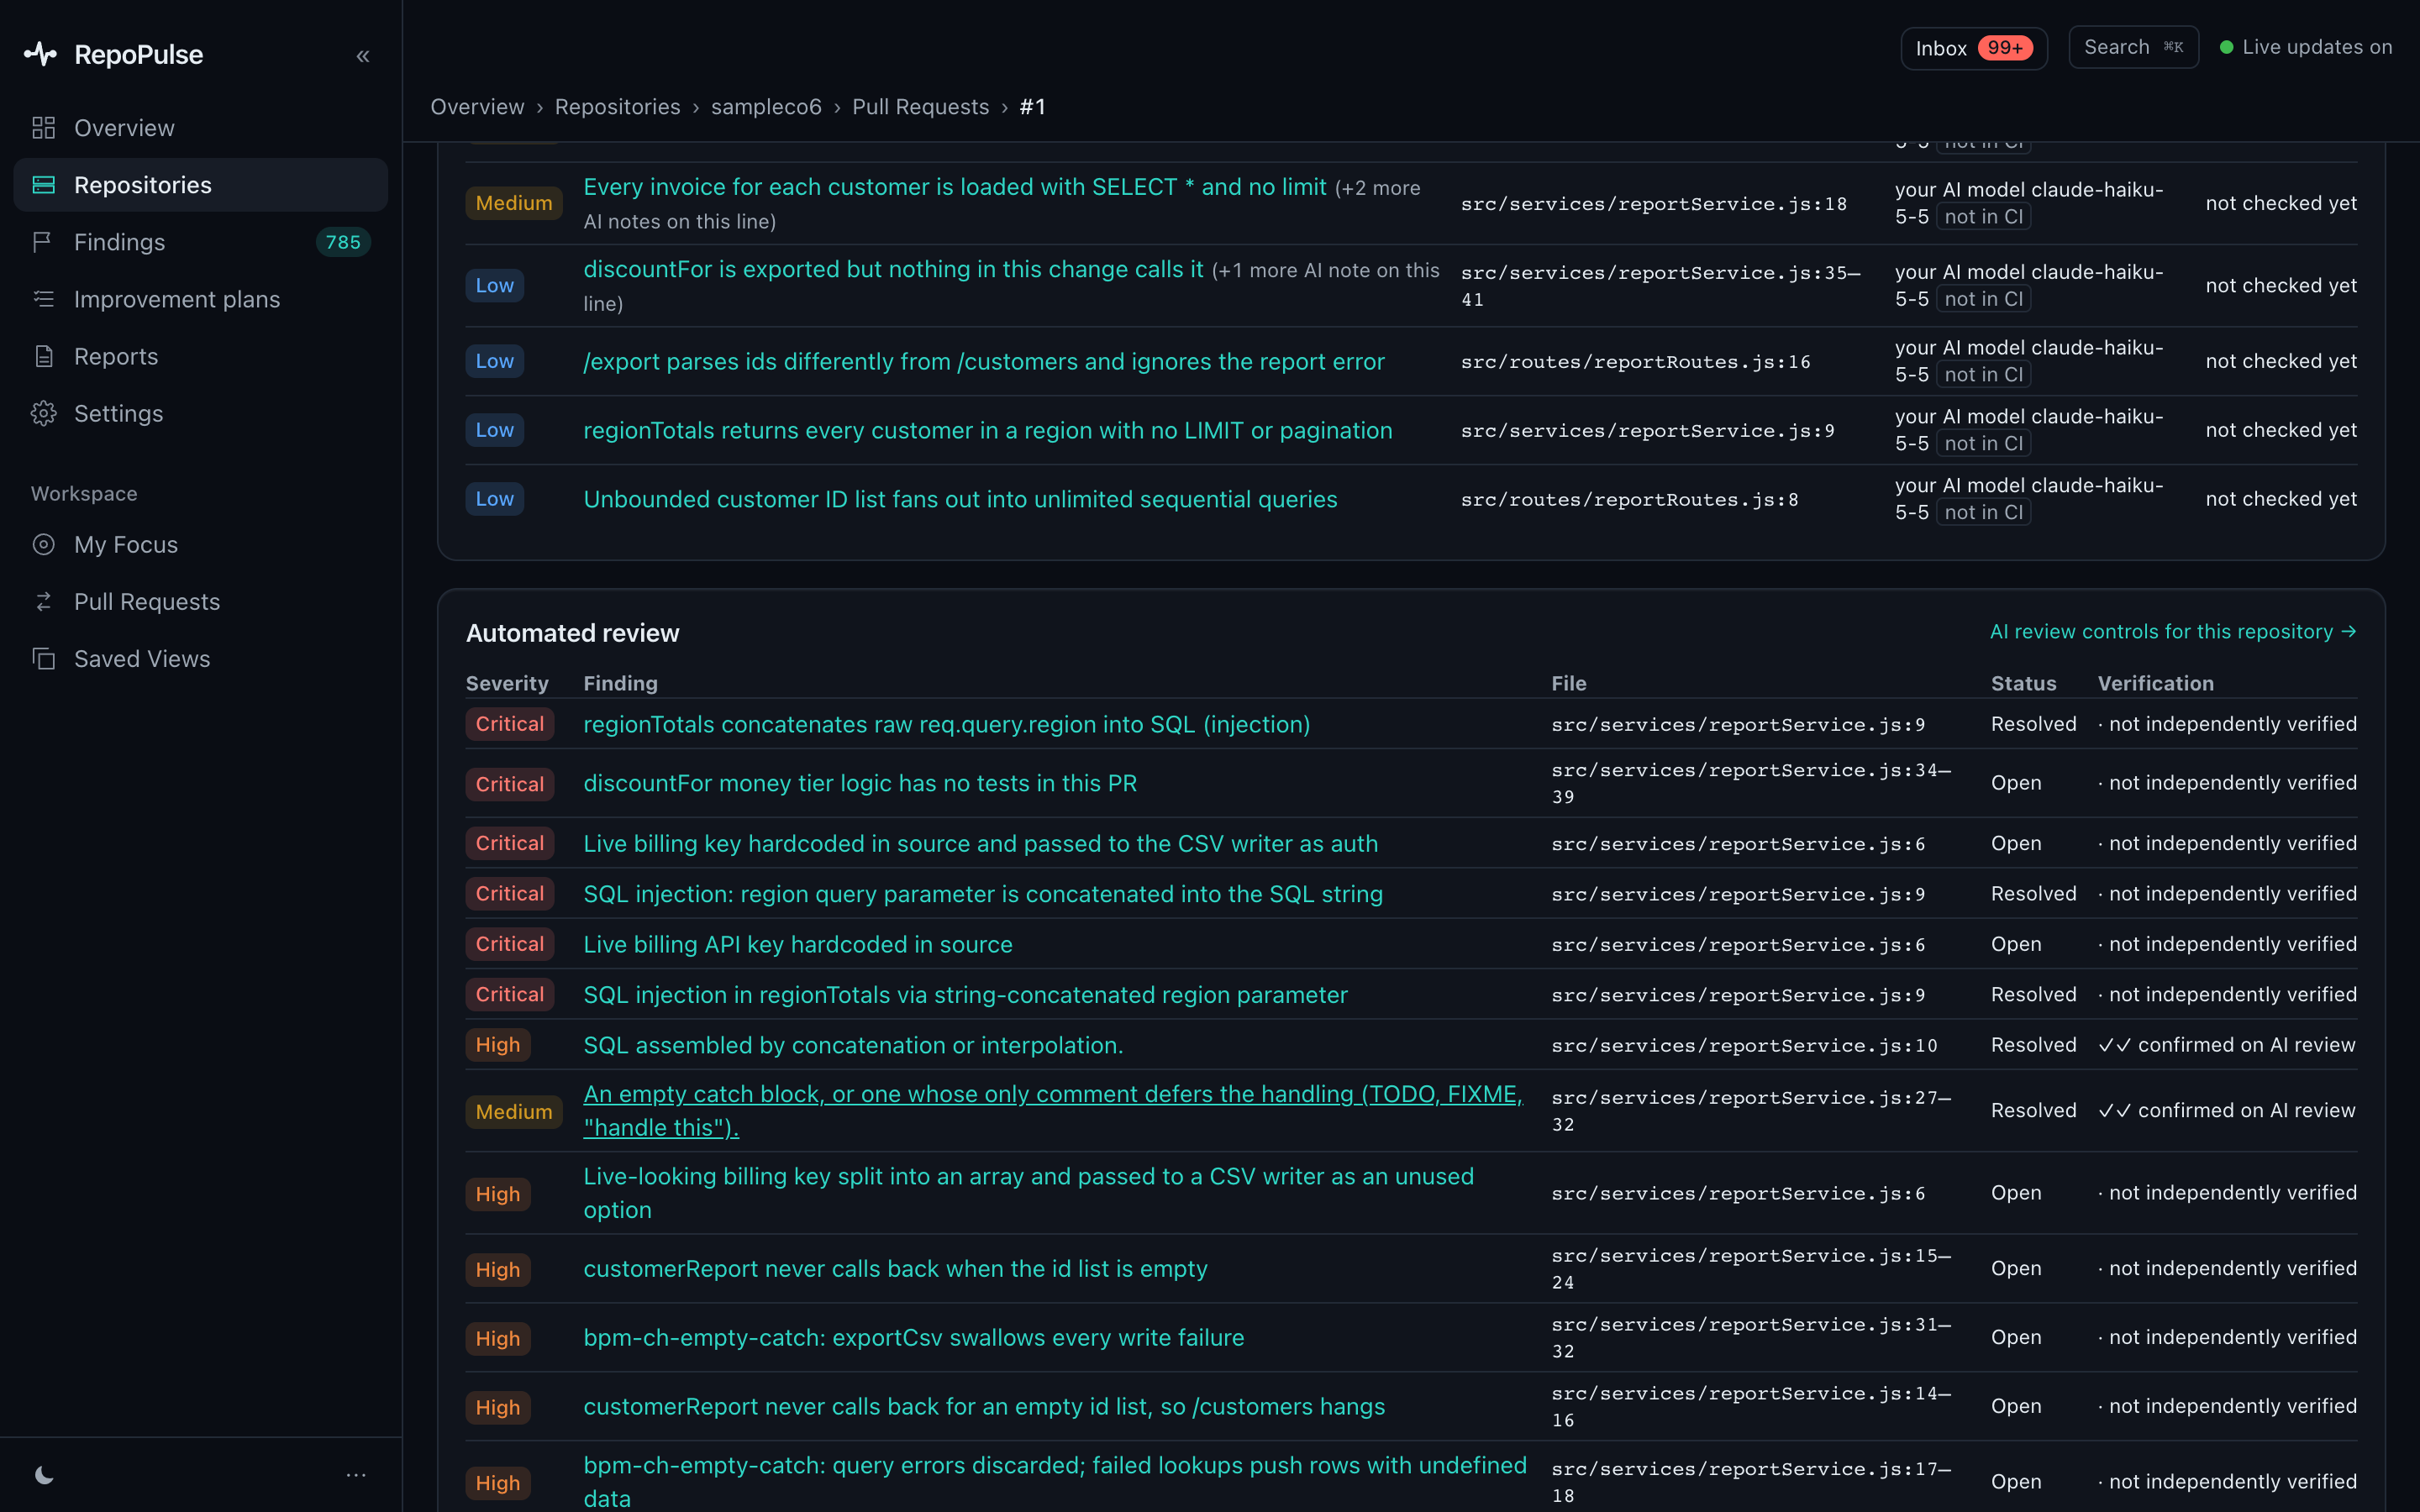 RepoPulse «
Overview
Repositories
Findings 785
Improvement plans
Reports
Settings
Workspace
My Focus
Pull Requests
Saved Views
···
Inbox 99+ Search ⌘K Live updates on
Overview › Repositories › sampleco6 › Pull Requests › #1
5-5 not in CI
Medium Every invoice for each customer is loaded with SELECT * and no limit (+2 more
AI notes on this line) src/services/reportService.js:18 your AI model claude-haiku-
5-5 not in CI not checked yet
Low discountFor is exported but nothing in this change calls it (+1 more AI note on this
line) src/services/reportService.js:35–
41 your AI model claude-haiku-
5-5 not in CI not checked yet
Low /export parses ids differently from /customers and ignores the report error src/routes/reportRoutes.js:16 your AI model claude-haiku-
5-5 not in CI not checked yet
Low regionTotals returns every customer in a region with no LIMIT or pagination src/services/reportService.js:9 your AI model claude-haiku-
5-5 not in CI not checked yet
Low Unbounded customer ID list fans out into unlimited sequential queries src/routes/reportRoutes.js:8 your AI model claude-haiku-
5-5 not in CI not checked yet
Automated review AI review controls for this repository →
Severity Finding File Status Verification
Critical regionTotals concatenates raw req.query.region into SQL (injection) src/services/reportService.js:9 Resolved · not independently verified
Critical discountFor money tier logic has no tests in this PR src/services/reportService.js:34–
39 Open · not independently verified
Critical Live billing key hardcoded in source and passed to the CSV writer as auth src/services/reportService.js:6 Open · not independently verified
Critical SQL injection: region query parameter is concatenated into the SQL string src/services/reportService.js:9 Resolved · not independently verified
Critical Live billing API key hardcoded in source src/services/reportService.js:6 Open · not independently verified
Critical SQL injection in regionTotals via string-concatenated region parameter src/services/reportService.js:9 Resolved · not independently verified
High SQL assembled by concatenation or interpolation. src/services/reportService.js:10 Resolved ✓✓ confirmed on AI review
Medium An empty catch block, or one whose only comment defers the handling (TODO, FIXME,
"handle this"). src/services/reportService.js:27–
32 Resolved ✓✓ confirmed on AI review
High Live-looking billing key split into an array and passed to a CSV writer as an unused
option src/services/reportService.js:6 Open · not independently verified
High customerReport never calls back when the id list is empty src/services/reportService.js:15–
24 Open · not independently verified
High bpm-ch-empty-catch: exportCsv swallows every write failure src/services/reportService.js:31–
32 Open · not independently verified
High customerReport never calls back for an empty id list, so /customers hangs src/services/reportService.js:14–
16 Open · not independently verified
High bpm-ch-empty-catch: query errors discarded; failed lookups push rows with undefined
data src/services/reportService.js:17–
18 Open · not independently verified